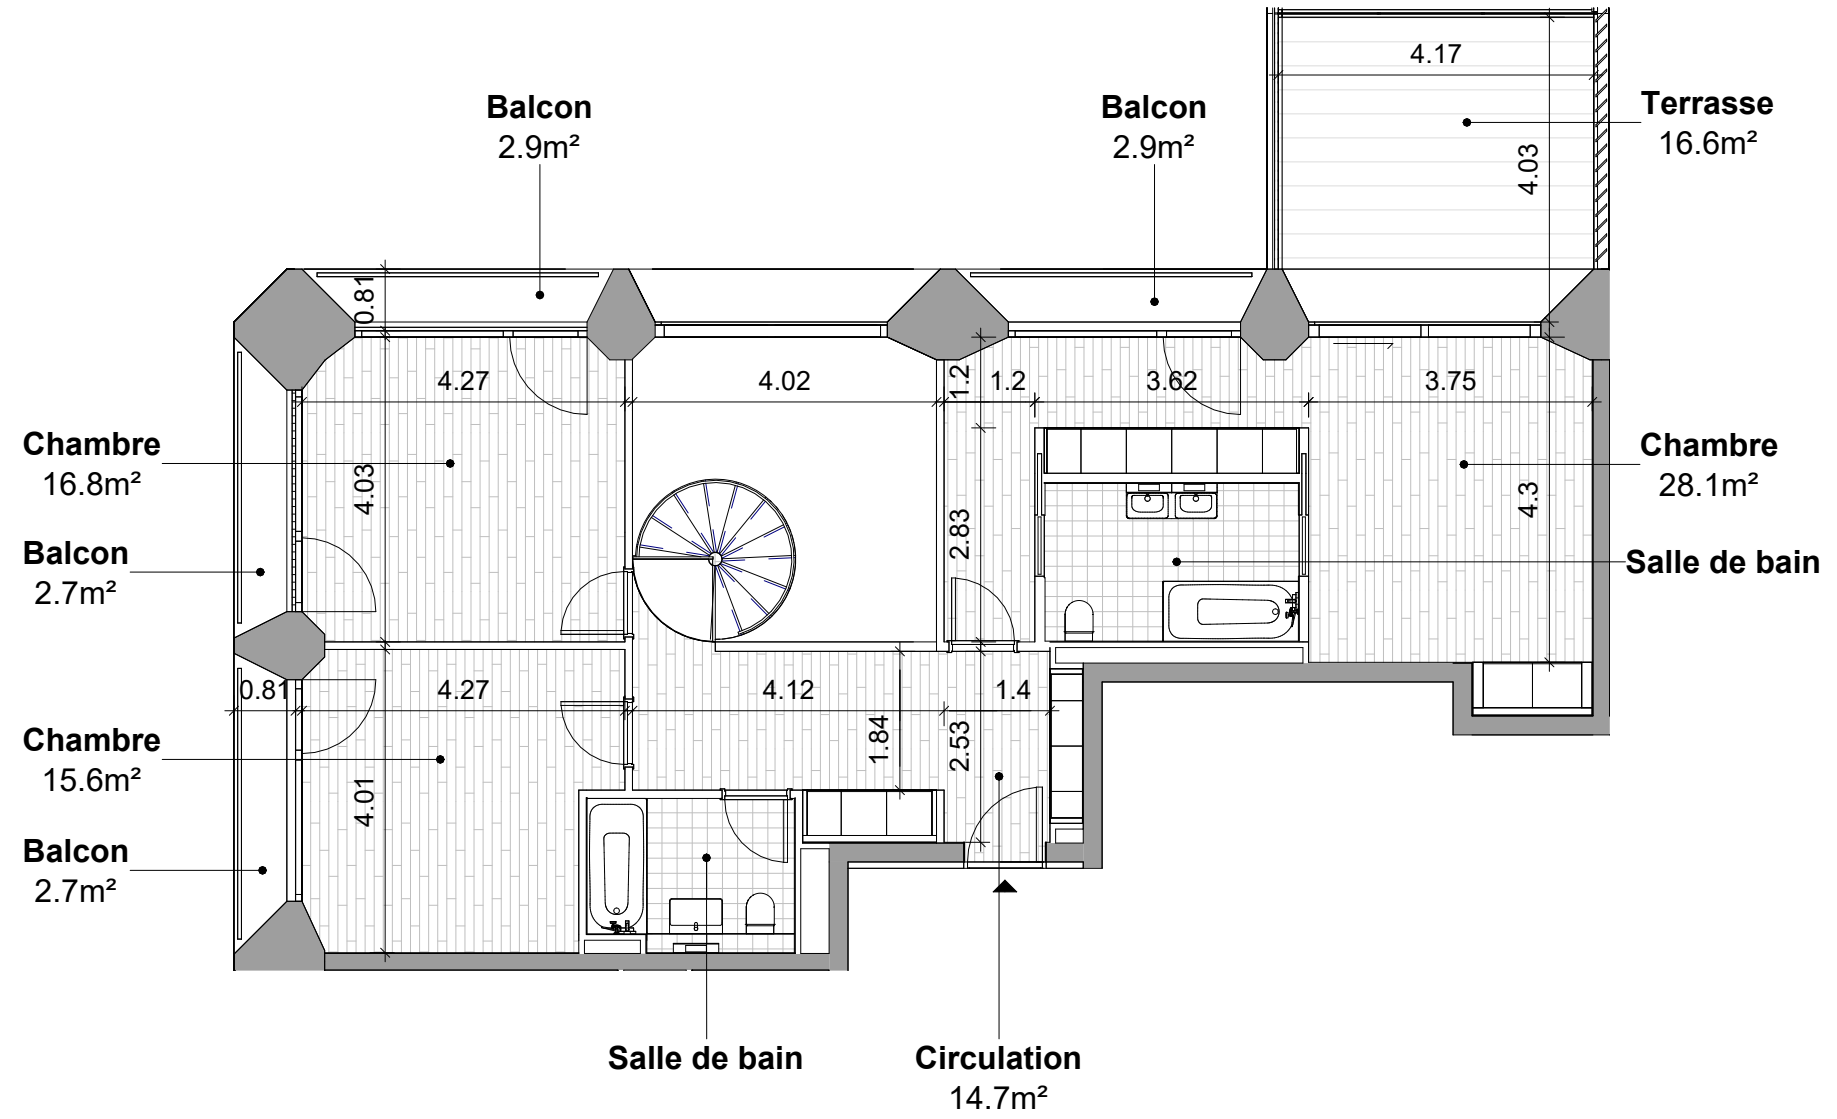 4.17
Balcon
2.9m²
Balcon
2.9m²
Terrasse
16.6m²
4.03
0.81
4.27
4.02
1.2
1.2
3.62
3.75
Chambre
16.8m²
4.03
Chambre
28.1m²
4.3
2.83
Balcon
2.7m²
Salle de bain
0.81
4.27
4.12
1.4
1.84
2.53
Chambre
15.6m²
4.01
Balcon
2.7m²
Salle de bain
Circulation
14.7m²